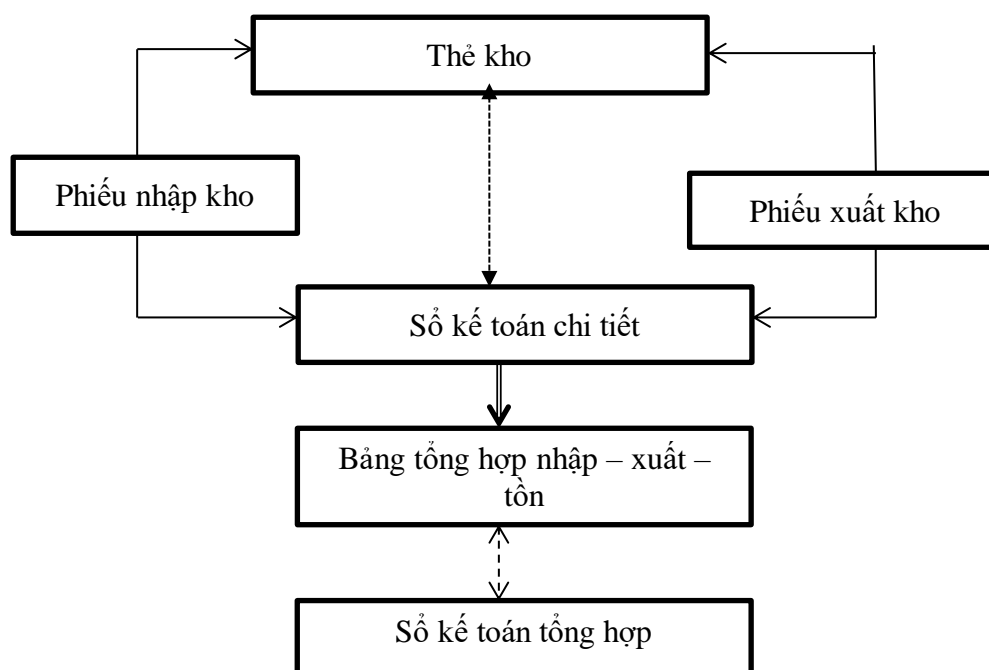 Thẻ kho
Phiếu nhập kho
Phiếu xuất kho
Sổ kế toán chi tiết
Bảng tổng hợp nhập – xuất –
tồn
Sổ kế toán tổng hợp